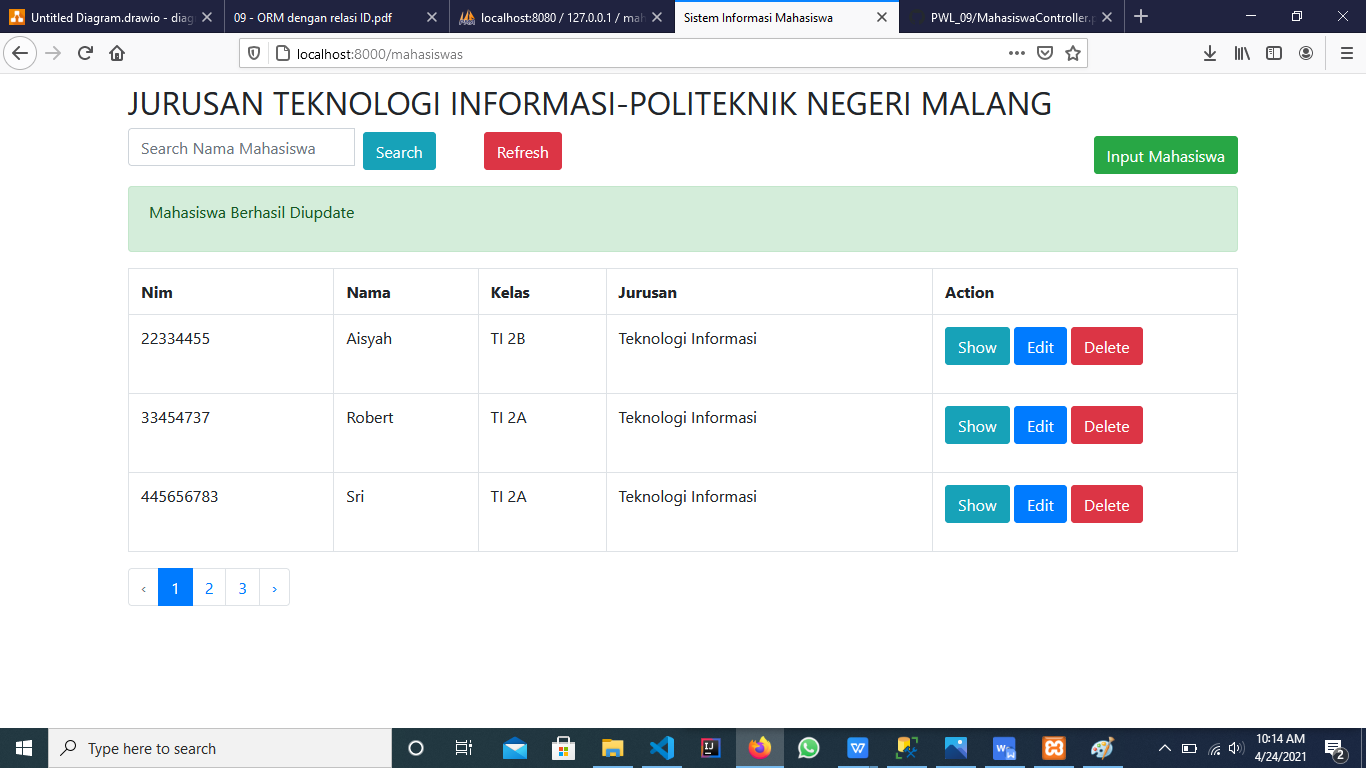 Untitled Diagram.drawio - diag
09 - ORM dengan relasi ID.pdf
localhost:8080 / 127.0.0.1 / mah
Sistem Informasi Mahasiswa
PWL_09/MahasiswaController.p
localhost:8000/mahasiswas
JURUSAN TEKNOLOGI INFORMASI-POLITEKNIK NEGERI MALANG
Search Nama Mahasiswa Search Refresh Input Mahasiswa
Mahasiswa Berhasil Diupdate
Nim Nama Kelas Jurusan Action
22334455 Aisyah TI 2B Teknologi Informasi Show Edit Delete
33454737 Robert TI 2A Teknologi Informasi Show Edit Delete
445656783 Sri TI 2A Teknologi Informasi Show Edit Delete
‹ 1 2 3 ›
Type here to search
10:14 AM
4/24/2021
2